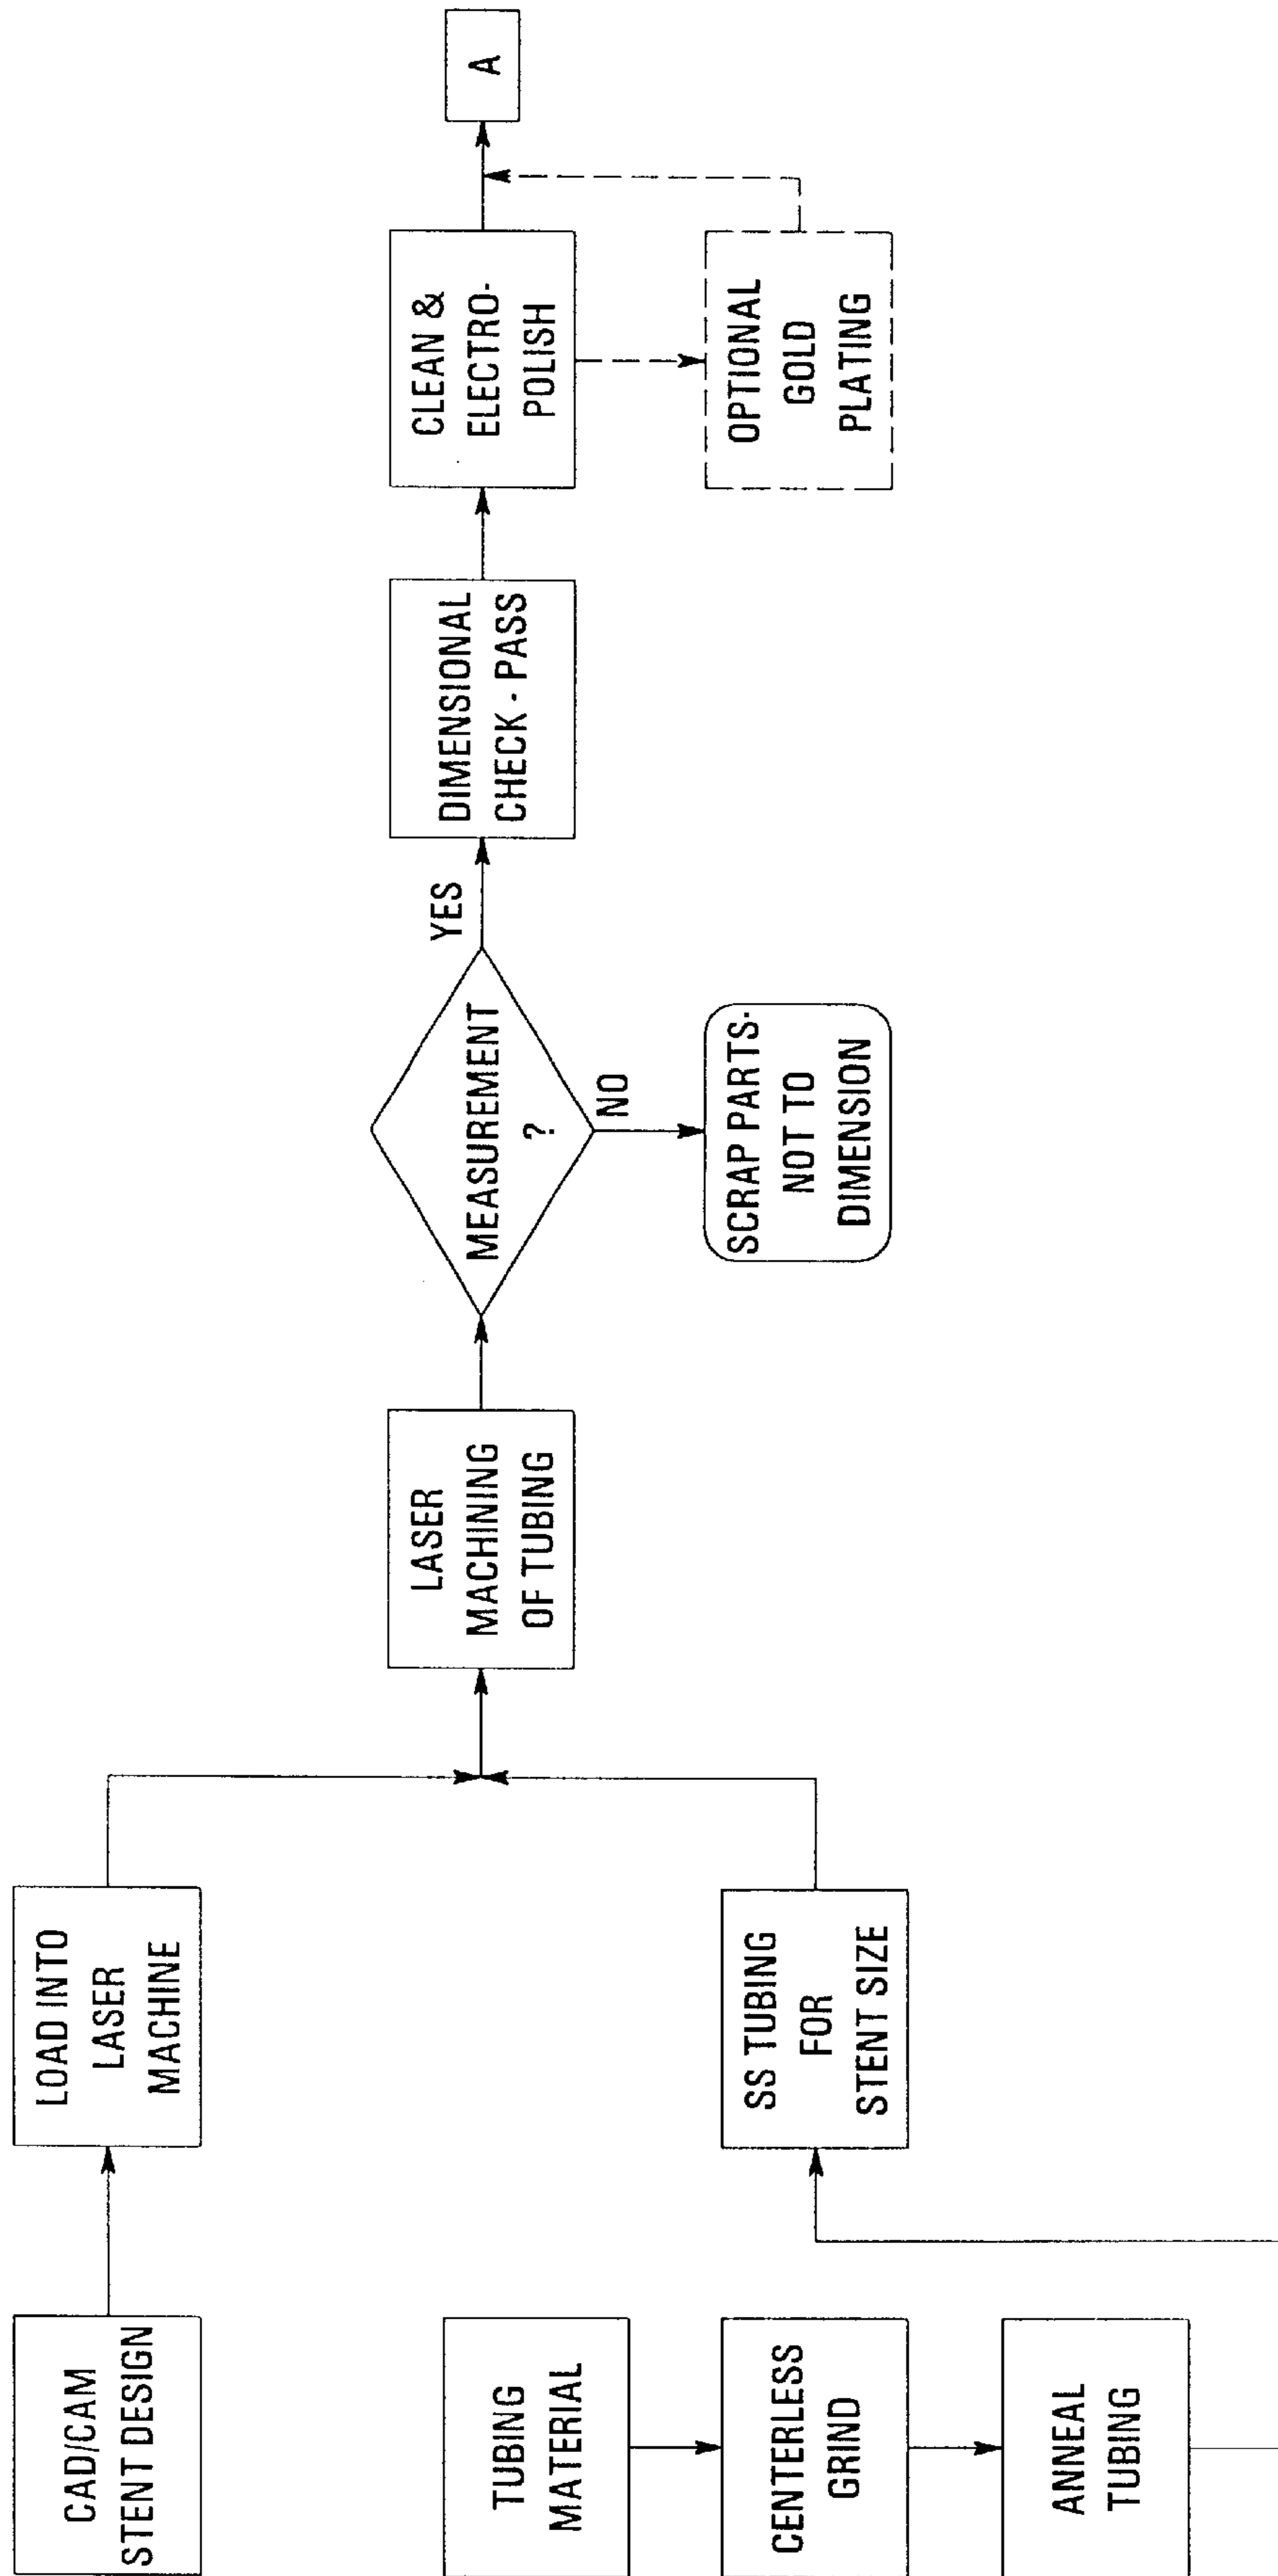 CAD/CAM
STENT DESIGN
LOAD INTO
LASER
MACHINE
TUBING
MATERIAL
CENTERLESS
GRIND
ANNEAL
TUBING
SS TUBING
FOR
STENT SIZE
LASER
MACHINING
OF TUBING
MEASUREMENT
?
YES
NO
SCRAP PARTS-
NOT TO
DIMENSION
DIMENSIONAL
CHECK - PASS
CLEAN &
ELECTRO-
POLISH
OPTIONAL
GOLD
PLATING
A